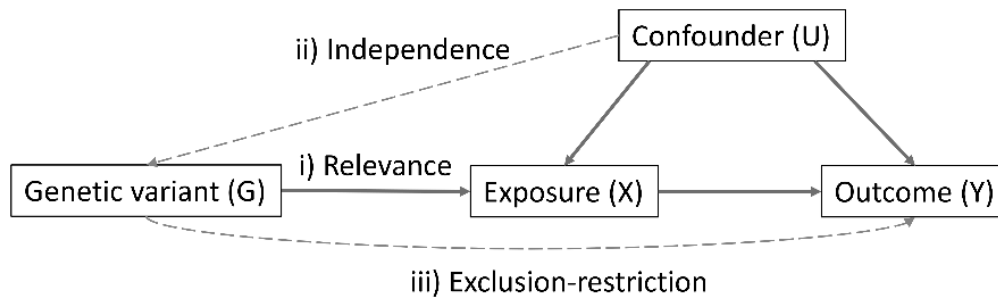 Confounder (U)
ii) Independence
i) Relevance
Genetic variant (G)
Exposure (X)
Outcome (Y)
iii) Exclusion-restriction